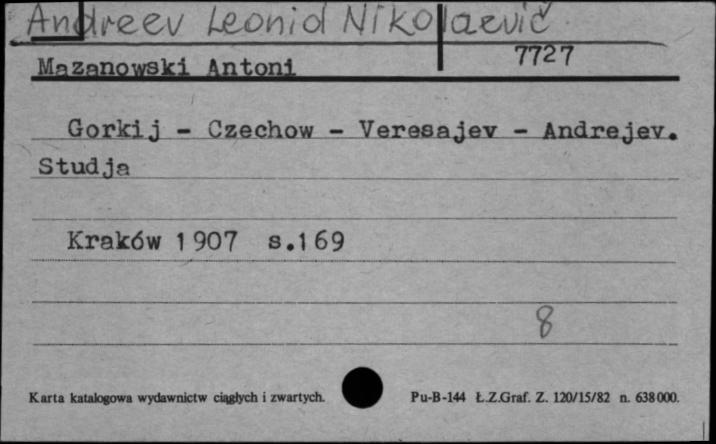 Andreev Leonid Nikolaevič
Mazanowski Antoni 7727
Gorkij - Czechow - Veresajev - Andrejev.
Studja
Kraków 1907 s.169
8
Karta katalogowa wydawnictw ciągłych i zwartych. Pu-B-144 Ł.Z.Graf. Z. 120/15/82 n. 638000.